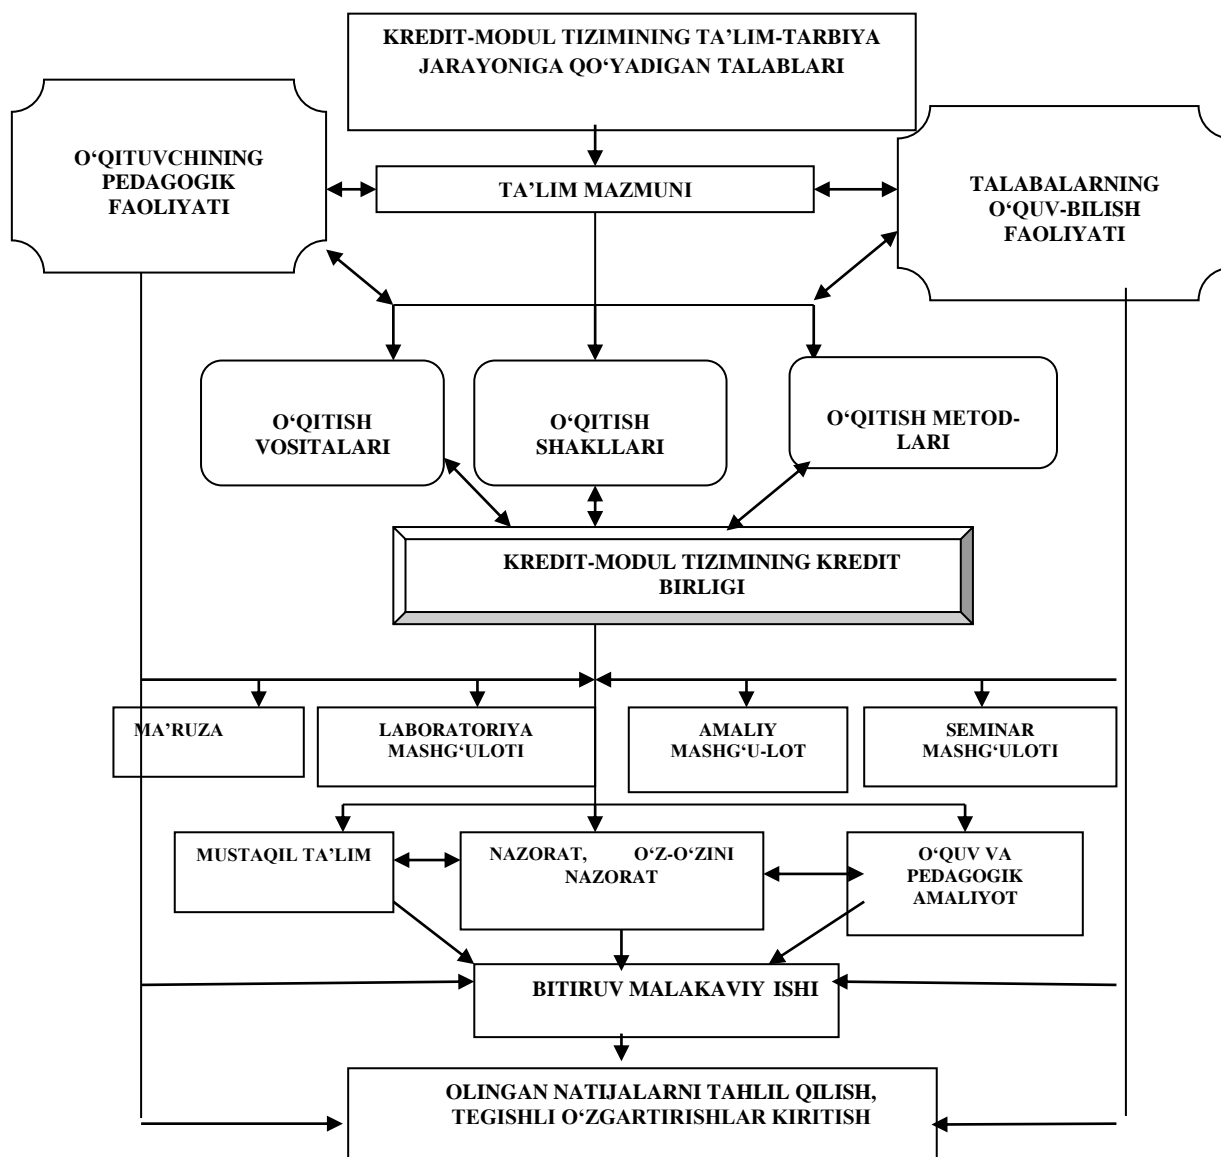 KREDIT-MODUL TIZIMINING TA’LIM-TARBIYA
JARAYONIGA QO‘YADIGAN TALABLARI
O‘QITUVCHINING
PEDAGOGIK
FAOLIYATI
TA’LIM MAZMUNI
TALABALARNING
O‘QUV-BILISH
FAOLIYATI
O‘QITISH
VOSITALARI
O‘QITISH
SHAKLLARI
O‘QITISH METOD-
LARI
KREDIT-MODUL TIZIMINING KREDIT
BIRLIGI
MA’RUZA
LABORATORIYA
MASHG‘ULOTI
AMALIY
MASHG‘U-LOT
SEMINAR
MASHG‘ULOTI
MUSTAQIL TA’LIM
NAZORAT, O‘Z-O‘ZINI
NAZORAT
O‘QUV VA
PEDAGOGIK
AMALIYOT
BITIRUV MALAKAVIY ISHI
OLINGAN NATIJALARNI TAHLIL QILISH,
TEGISHLI O‘ZGARTIRISHLAR KIRITISH